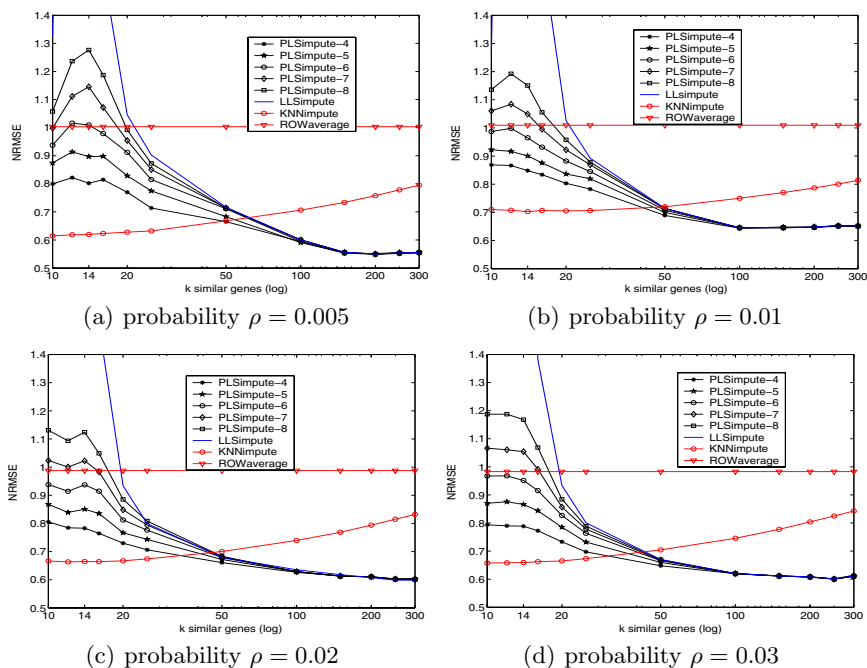 1.4
1.3
1.2
1.1
1
0.9
0.8
0.7
0.6
0.5
NRMSE
PLSimpute−4
PLSimpute−5
PLSimpute−6
PLSimpute−7
PLSimpute−8
LLSimpute
KNNimpute
ROWaverage
10 14 20 50 100 200 300
k similar genes (log)
(a) probability ρ = 0.005
1.4
1.3
1.2
1.1
1
0.9
0.8
0.7
0.6
0.5
NRMSE
PLSimpute−4
PLSimpute−5
PLSimpute−6
PLSimpute−7
PLSimpute−8
LLSimpute
KNNimpute
ROWaverage
10 14 20 50 100 200 300
k similar genes (log)
(b) probability ρ = 0.01
1.4
1.3
1.2
1.1
1
0.9
0.8
0.7
0.6
0.5
NRMSE
PLSimpute−4
PLSimpute−5
PLSimpute−6
PLSimpute−7
PLSimpute−8
LLSimpute
KNNimpute
ROWaverage
10 14 20 50 100 200 300
k similar genes (log)
(c) probability ρ = 0.02
1.4
1.3
1.2
1.1
1
0.9
0.8
0.7
0.6
0.5
NRMSE
PLSimpute−4
PLSimpute−5
PLSimpute−6
PLSimpute−7
PLSimpute−8
LLSimpute
KNNimpute
ROWaverage
10 14 20 50 100 200 300
k similar genes (log)
(d) probability ρ = 0.03